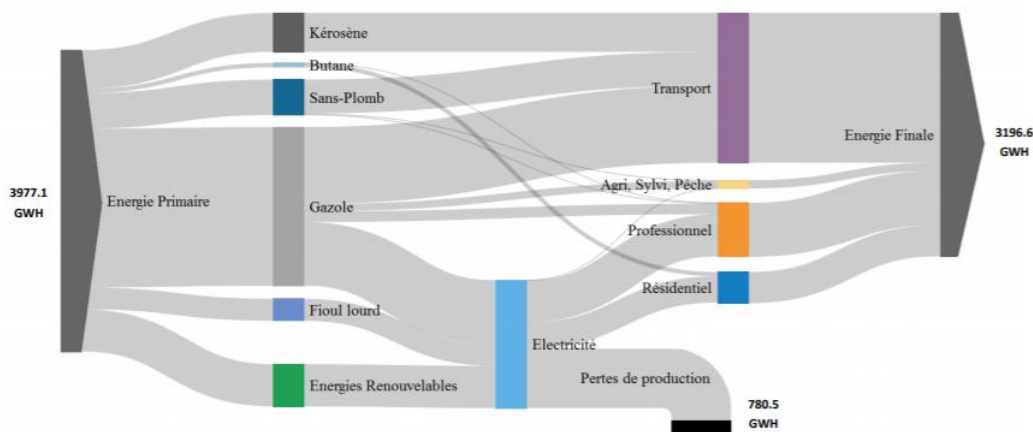 Kérosène
Butane
Sans-Plomb
Transport
Energie Finale
3196.6
GWH
3977.1
GWH
Energie Primaire
Gazole
Agri, Sylvi, Pêche
Professionnel
Résidentiel
Fioul lourd
Electricité
Energies Renouvelables
Pertes de production
780.5
GWH